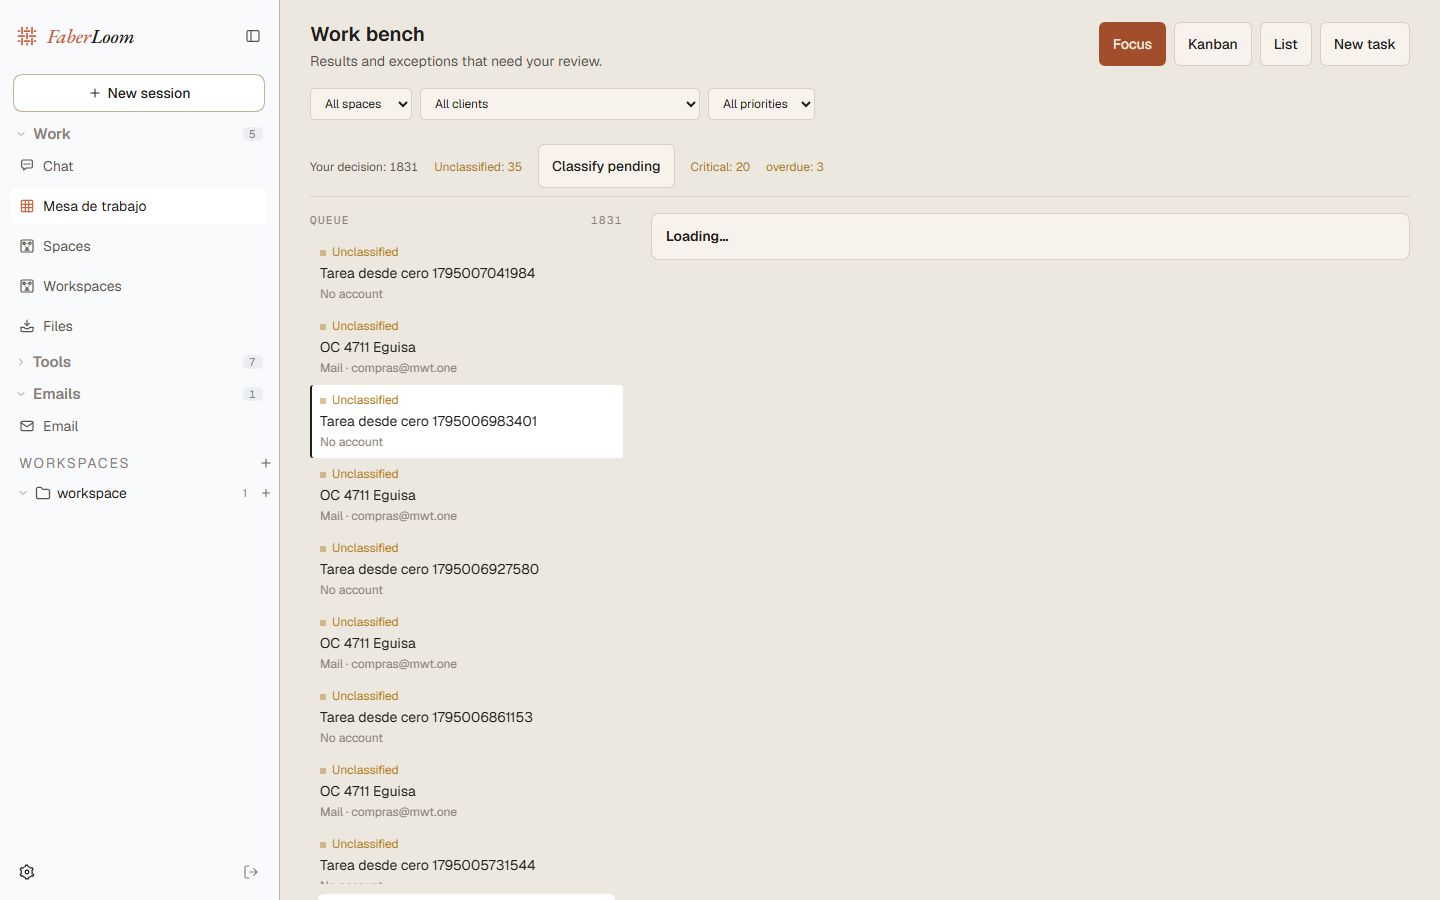 FaberLoom
+ New session
Work 5
Chat
Mesa de trabajo
Spaces
Workspaces
Files
Tools 7
Emails 1
Email
WORKSPACES +
workspace 1 +
Work bench
Results and exceptions that need your review.
Focus
Kanban
List
New task
All spaces
All clients
All priorities
Your decision: 1831
Unclassified: 35
Classify pending
Critical: 20
overdue: 3
QUEUE 1831
Unclassified
Tarea desde cero 1795007041984
No account
Unclassified
OC 4711 Eguisa
Mail · compras@mwt.one
Unclassified
Tarea desde cero 1795006983401
No account
Unclassified
OC 4711 Eguisa
Mail · compras@mwt.one
Unclassified
Tarea desde cero 1795006927580
No account
Unclassified
OC 4711 Eguisa
Mail · compras@mwt.one
Unclassified
Tarea desde cero 1795006861153
No account
Unclassified
OC 4711 Eguisa
Mail · compras@mwt.one
Unclassified
Tarea desde cero 1795005731544
Loading...